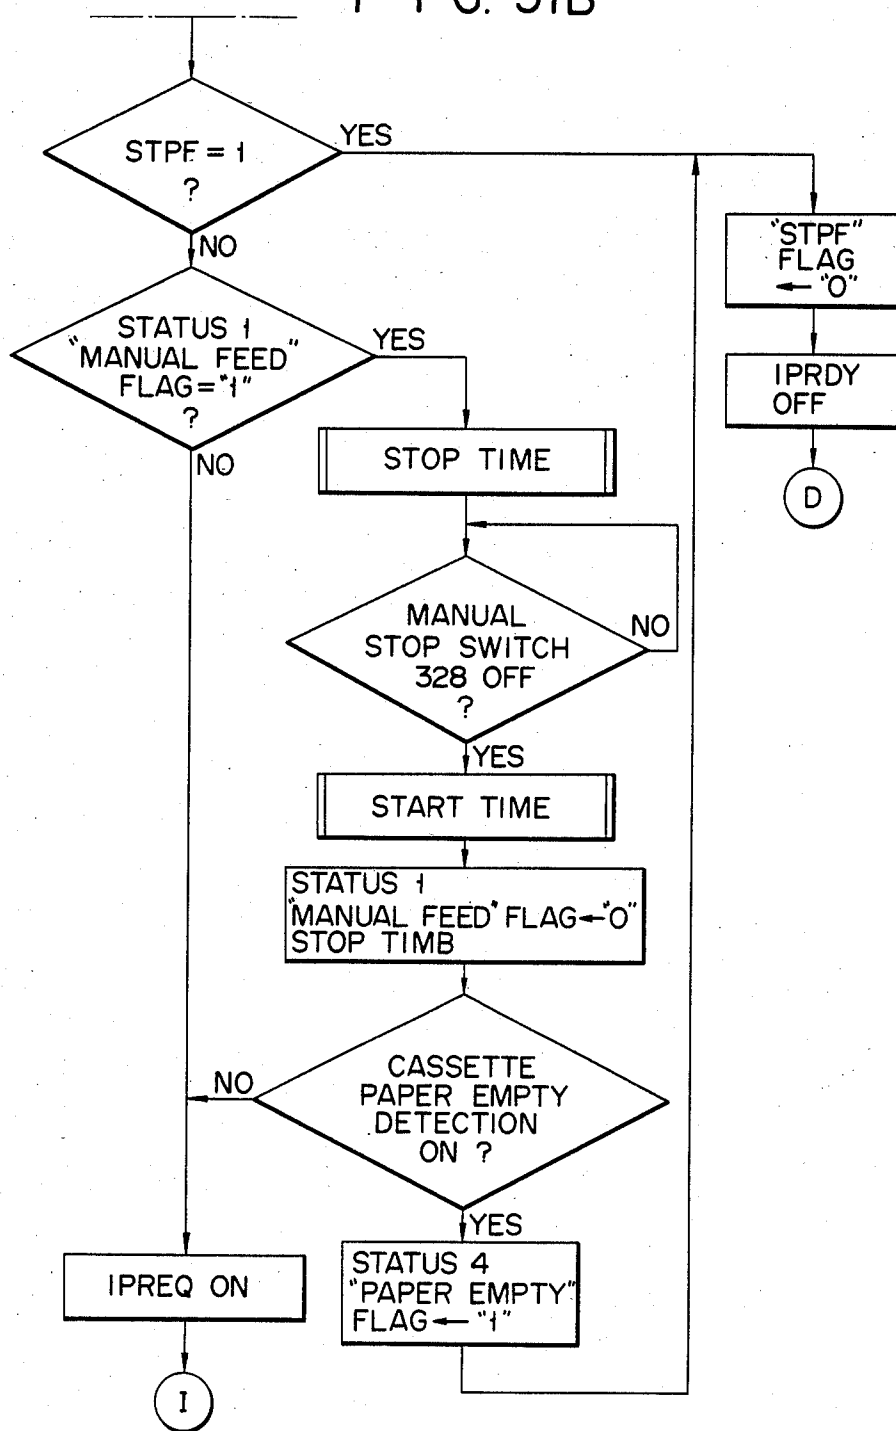 F I G. 51B
STPF = 1
?
YES
NO
"STPF"
FLAG
← "0"
IPRDY
OFF
D
STATUS 1
"MANUAL FEED"
FLAG="1"
?
YES
NO
STOP TIME
MANUAL
STOP SWITCH
328 OFF
?
NO
YES
START TIME
STATUS 1
"MANUAL FEED" FLAG←"0"
STOP TIMB
CASSETTE
PAPER EMPTY
DETECTION
ON ?
NO
YES
STATUS 4
"PAPER EMPTY"
FLAG ← "1"
IPREQ ON
I